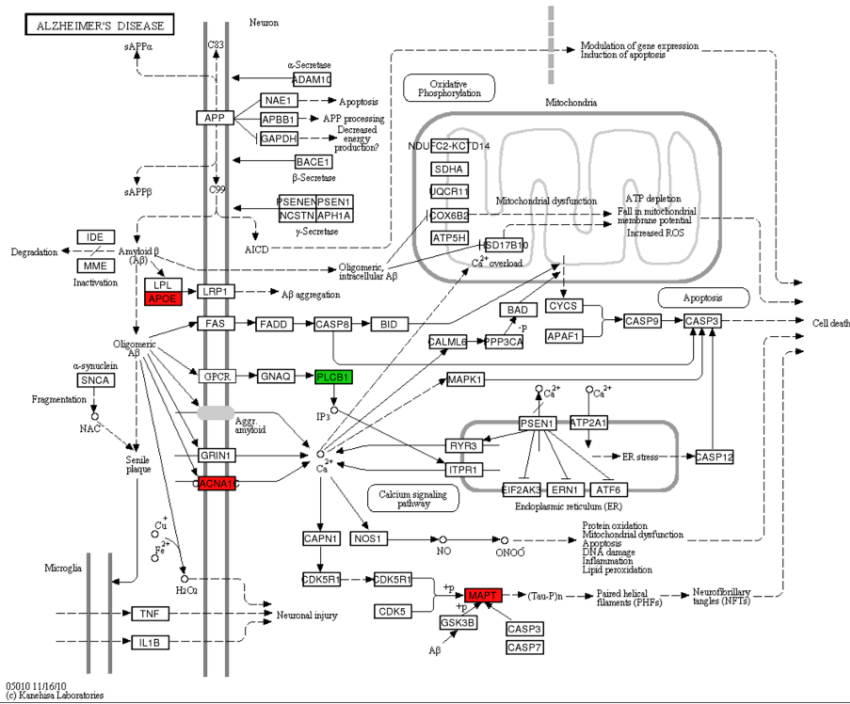 ALZHEIMER'S DISEASE
Neuron
sAPPα
C83
α-Secretase
ADAM10
NAE1
Apoptosis
APP
APBB1
APP processing
GAPDH
Decreased
energy
production?
BACE1
β-Secretase
sAPPβ
C99
PSENEN
PSEN1
NCSTN
APH1A
γ-Secretase
AICD
Modulation of gene expression
Induction of apoptosis
Oxidative
Phosphorylation
Mitochondria
NDUFC2-KCTD14
SDHA
UQCR11
COX6B2
ATP5H
Mitochondrial dysfunction
ATP depletion
Fall in mitochondrial
membrane potential
Increased ROS
HSD17B10
Ca2+ overload
IDE
Degradation
MME
Inactivation
Amyloid β
(Aβ)
Oligomeric
intracellular Aβ
LPL
APOE
LRP1
Aβ aggregation
FAS
FADD
CASP8
BID
BAD
CYCS
Apoptosis
CALML6
PPP3CA
-p
APAF1
CASP9
CASP3
Cell death
Oligomeric
Aβ
α-synuclein
SNCA
Fragmentation
NAC
GPCR
GNAQ
PLCB1
MAPK1
IP3
Aggr.
amyloid
Ca2+
Ca2+
PSEN1
ATP2A1
Senile
plaque
GRIN1
Ca2+
RYR3
ITPR1
ER stress
CASP12
CACNA1C
EIF2AK3
ERN1
ATF6
Endoplasmic reticulum (ER)
Calcium signaling
pathway
Cu+
Fe2+
CAPN1
NOS1
NO
ONOO-
Protein oxidation
Mitochondrial dysfunction
Apoptosis
DNA damage
Inflammation
Lipid peroxidation
Microglia
H2O2
CDK5R1
CDK5R1
+p
MAPT
(Tau-P)n
Paired helical
filaments (PHFs)
Neurofibrillary
tangles (NFTs)
TNF
Neuronal injury
CDK5
+p
GSK3B
CASP3
IL1B
Aβ
CASP7
05010 11/16/10
(c) Kanehisa Laboratories